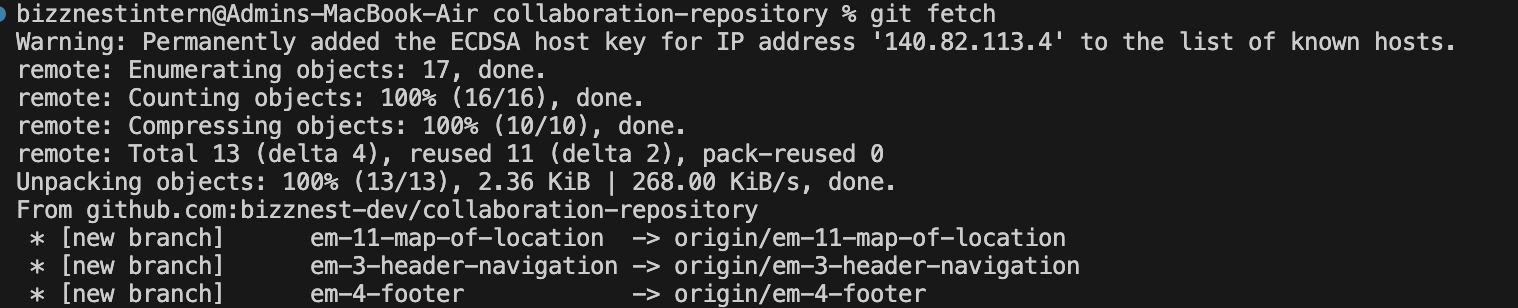 bizznestintern@Admins-MacBook-Air collaboration-repository % git fetch
Warning: Permanently added the ECDSA host key for IP address '140.82.113.4' to the list of known hosts.
remote: Enumerating objects: 17, done.
remote: Counting objects: 100% (16/16), done.
remote: Compressing objects: 100% (10/10), done.
remote: Total 13 (delta 4), reused 11 (delta 2), pack-reused 0
Unpacking objects: 100% (13/13), 2.36 KiB | 268.00 KiB/s, done.
From github.com:bizznest-dev/collaboration-repository
 * [new branch]      em-11-map-of-location  -> origin/em-11-map-of-location
 * [new branch]      em-3-header-navigation -> origin/em-3-header-navigation
 * [new branch]      em-4-footer            -> origin/em-4-footer